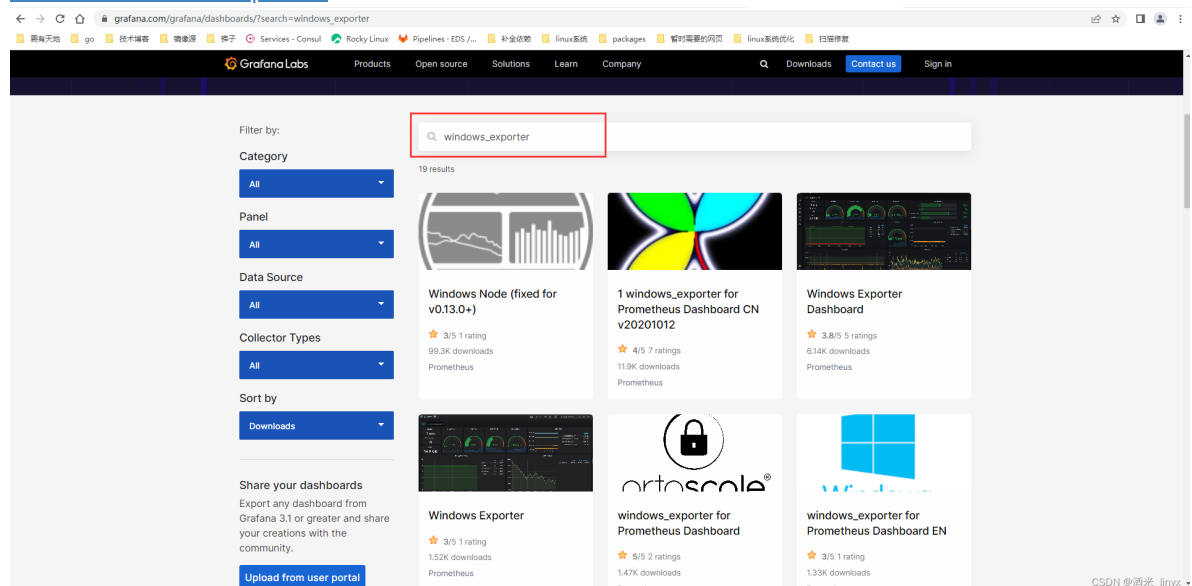 grafana.com/grafana/dashboards/?search=windows_exporter
go
技术博客
镜像源
梯子
Services - Consul
Rocky Linux
Pipelines · EDS /...
补全依赖
linux系统
packages
暂时需要的网页
linux系统优化
扫描修复
Grafana Labs
Products
Open source
Solutions
Learn
Company
Downloads
Contact us
Sign in
Filter by:
Category
All
Panel
All
Data Source
All
Collector Types
All
Sort by
Downloads
Share your dashboards
Export any dashboard from
Grafana 3.1 or greater and share
your creations with the
community.
Upload from user portal
windows_exporter
19 results
Windows Node (fixed for
v0.13.0+)
3/5 1 rating
99.3K downloads
Prometheus
1 windows_exporter for
Prometheus Dashboard CN
v20201012
4/5 7 ratings
11.9K downloads
Prometheus
Windows Exporter
Dashboard
3.8/5 5 ratings
6.14K downloads
Prometheus
Windows Exporter
3/5 1 rating
1.52K downloads
Prometheus
ortoscale®
windows_exporter for
Prometheus Dashboard
5/5 2 ratings
1.47K downloads
Windows
windows_exporter for
Prometheus Dashboard EN
3/5 1 rating
1.33K downloads
CSDN @酒米_linyx